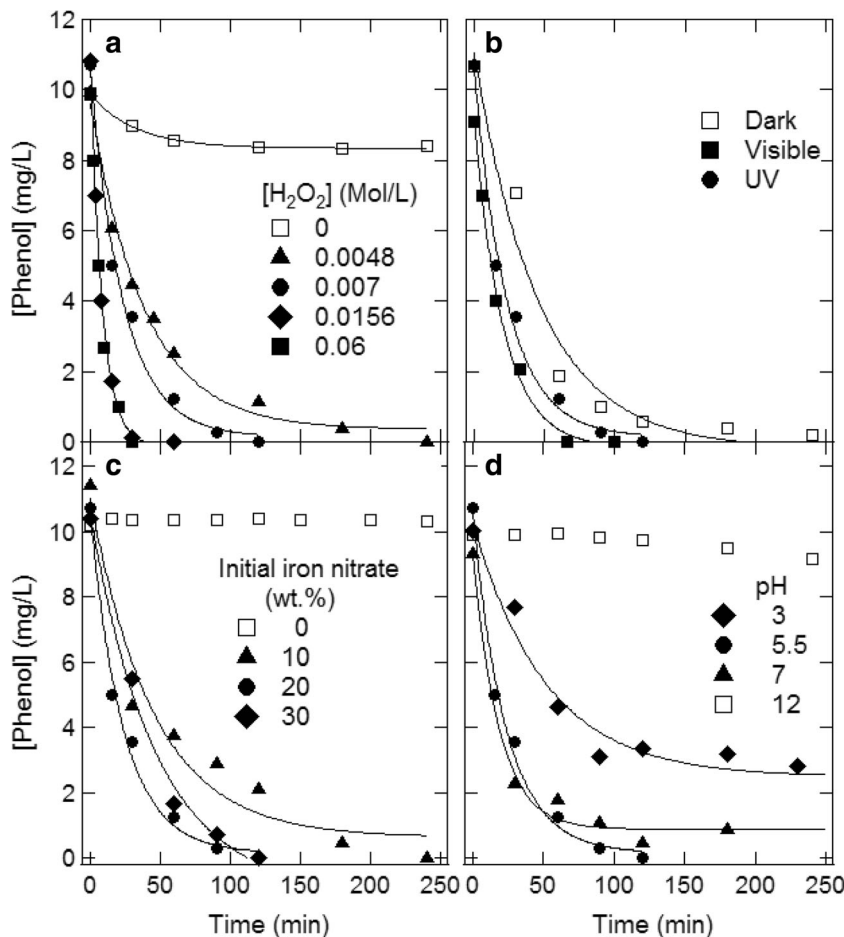 a
12
10
8
6
4
2
0
[Phenol] (mg/L)
[H₂O₂] (Mol/L)
0
0.0048
0.007
0.0156
0.06
b
Dark
Visible
UV
c
12
10
8
6
4
2
0
[Phenol] (mg/L)
Initial iron nitrate
(wt.%)
0
10
20
30
0 50 100 150 200 250
Time (min)
d
pH
3
5.5
7
12
0 50 100 150 200 250
Time (min)